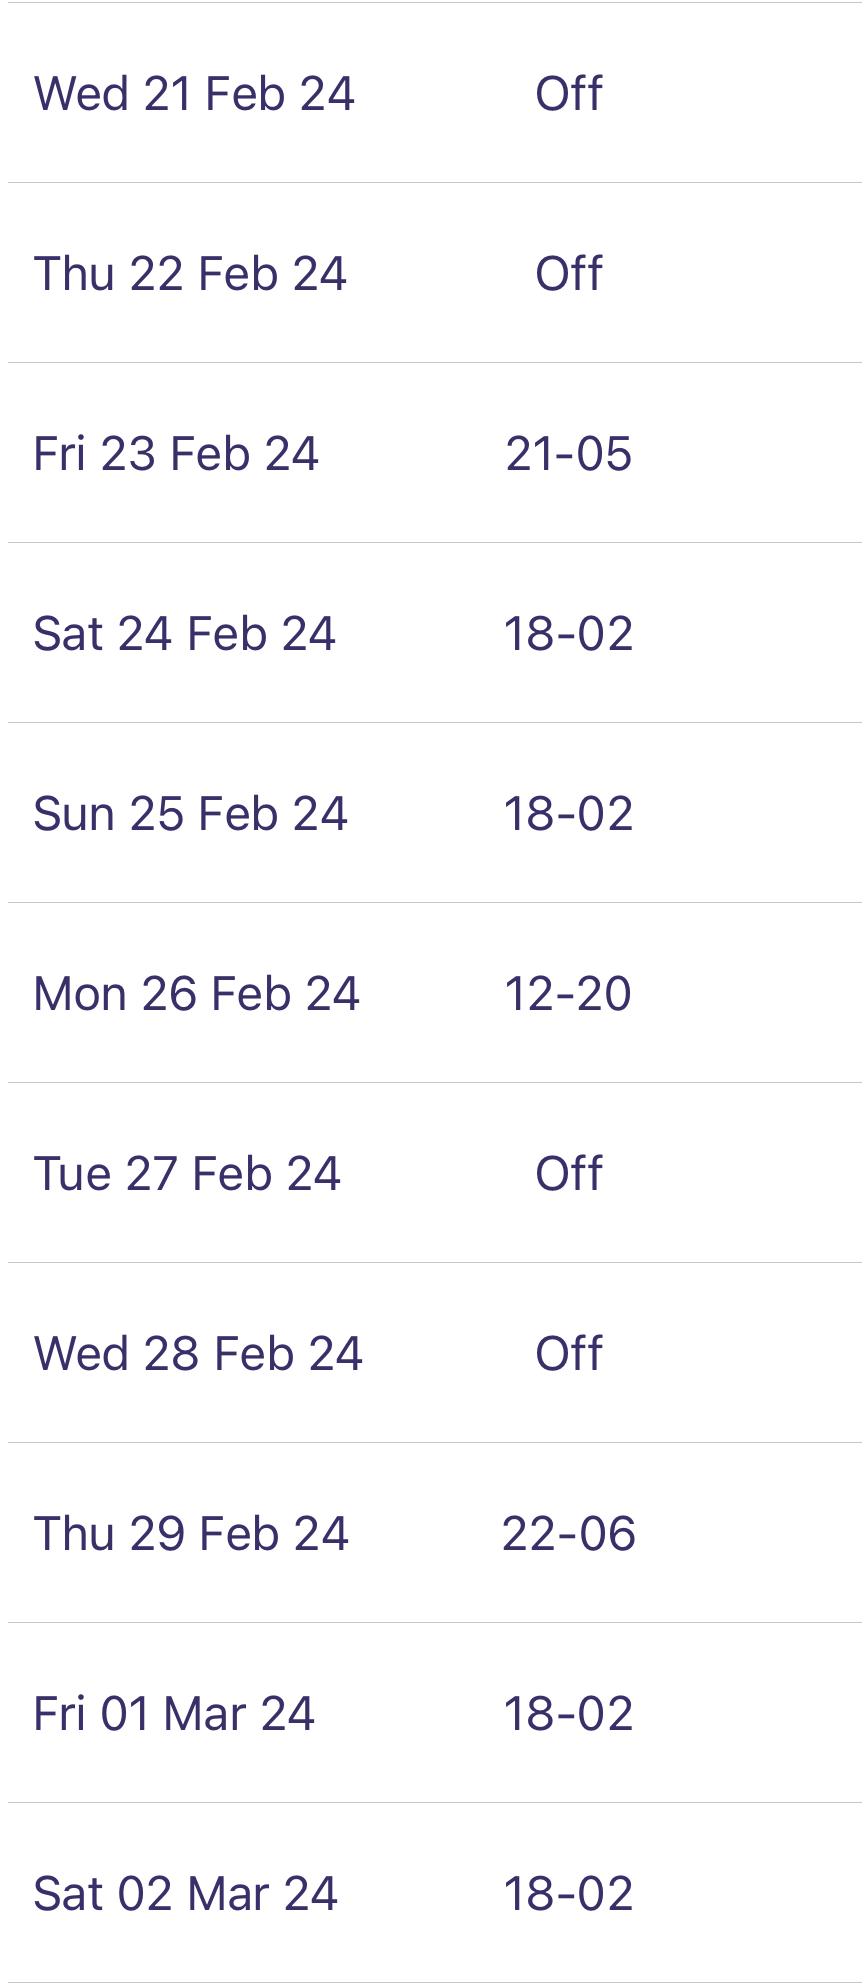 Wed 21 Feb 24 Off
Thu 22 Feb 24 Off
Fri 23 Feb 24 21-05
Sat 24 Feb 24 18-02
Sun 25 Feb 24 18-02
Mon 26 Feb 24 12-20
Tue 27 Feb 24 Off
Wed 28 Feb 24 Off
Thu 29 Feb 24 22-06
Fri 01 Mar 24 18-02
Sat 02 Mar 24 18-02